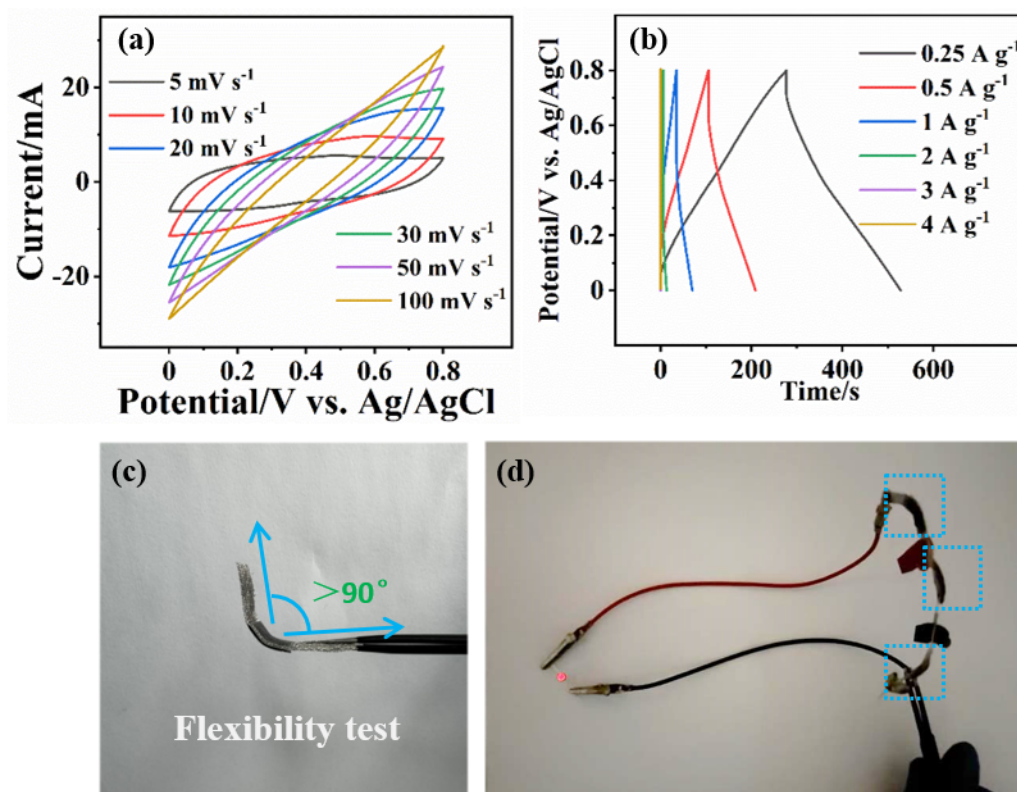 (a)
5 mV s⁻¹
10 mV s⁻¹
20 mV s⁻¹
30 mV s⁻¹
50 mV s⁻¹
100 mV s⁻¹
Current/mA
20
0
-20
0 0.2 0.4 0.6 0.8
Potential/V vs. Ag/AgCl
(b)
0.25 A g⁻¹
0.5 A g⁻¹
1 A g⁻¹
2 A g⁻¹
3 A g⁻¹
4 A g⁻¹
Potential/V vs. Ag/AgCl
0.8
0.6
0.4
0.2
0
0 200 400 600
Time/s
(c)
>90°
Flexibility test
(d)